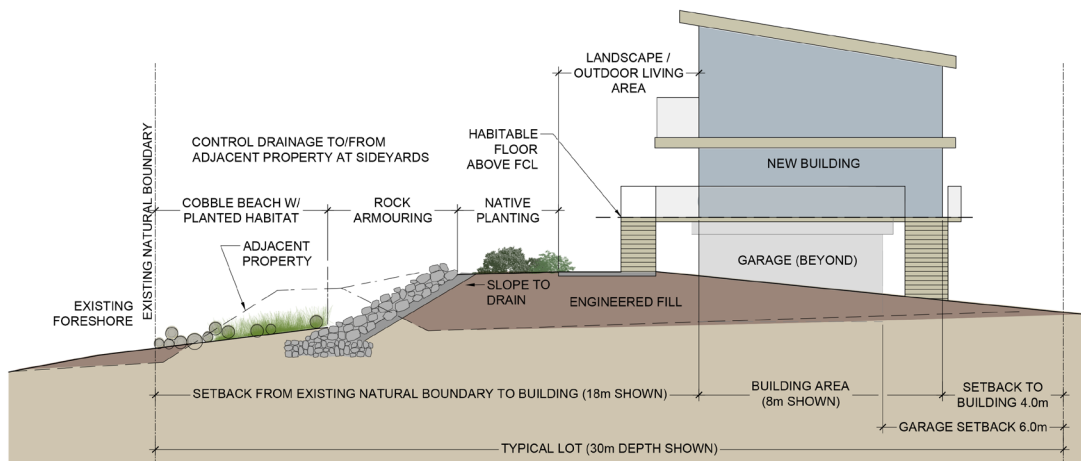 LANDSCAPE /
OUTDOOR LIVING
AREA
EXISTING NATURAL BOUNDARY
CONTROL DRAINAGE TO/FROM
ADJACENT PROPERTY AT SIDEYARDS
HABITABLE
FLOOR
ABOVE FCL
NEW BUILDING
COBBLE BEACH W/
PLANTED HABITAT
ROCK
ARMOURING
NATIVE
PLANTING
ADJACENT
PROPERTY
GARAGE (BEYOND)
SLOPE TO
DRAIN
ENGINEERED FILL
EXISTING
FORESHORE
SETBACK FROM EXISTING NATURAL BOUNDARY TO BUILDING (18m SHOWN)
BUILDING AREA
(8m SHOWN)
SETBACK TO
BUILDING 4.0m
GARAGE SETBACK 6.0m
TYPICAL LOT (30m DEPTH SHOWN)